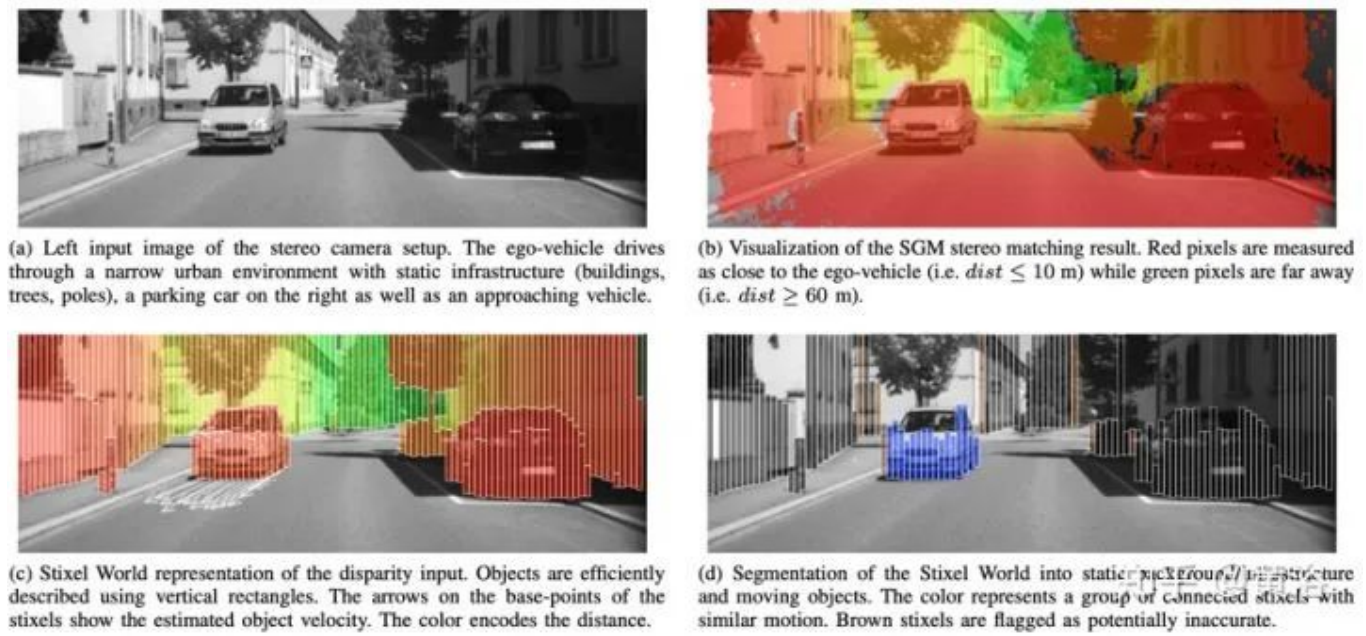 (a) Left input image of the stereo camera setup. The ego-vehicle drives
through a narrow urban environment with static infrastructure (buildings,
trees, poles), a parking car on the right as well as an approaching vehicle.
(b) Visualization of the SGM stereo matching result. Red pixels are measured
as close to the ego-vehicle (i.e. dist ≤ 10 m) while green pixels are far away
(i.e. dist ≥ 60 m).
(c) Stixel World representation of the disparity input. Objects are efficiently
described using vertical rectangles. The arrows on the base-points of the
stixels show the estimated object velocity. The color encodes the distance.
(d) Segmentation of the Stixel World into static
and moving objects. The color represents a group of connected stixels with
similar motion. Brown stixels are flagged as potentially inaccurate.